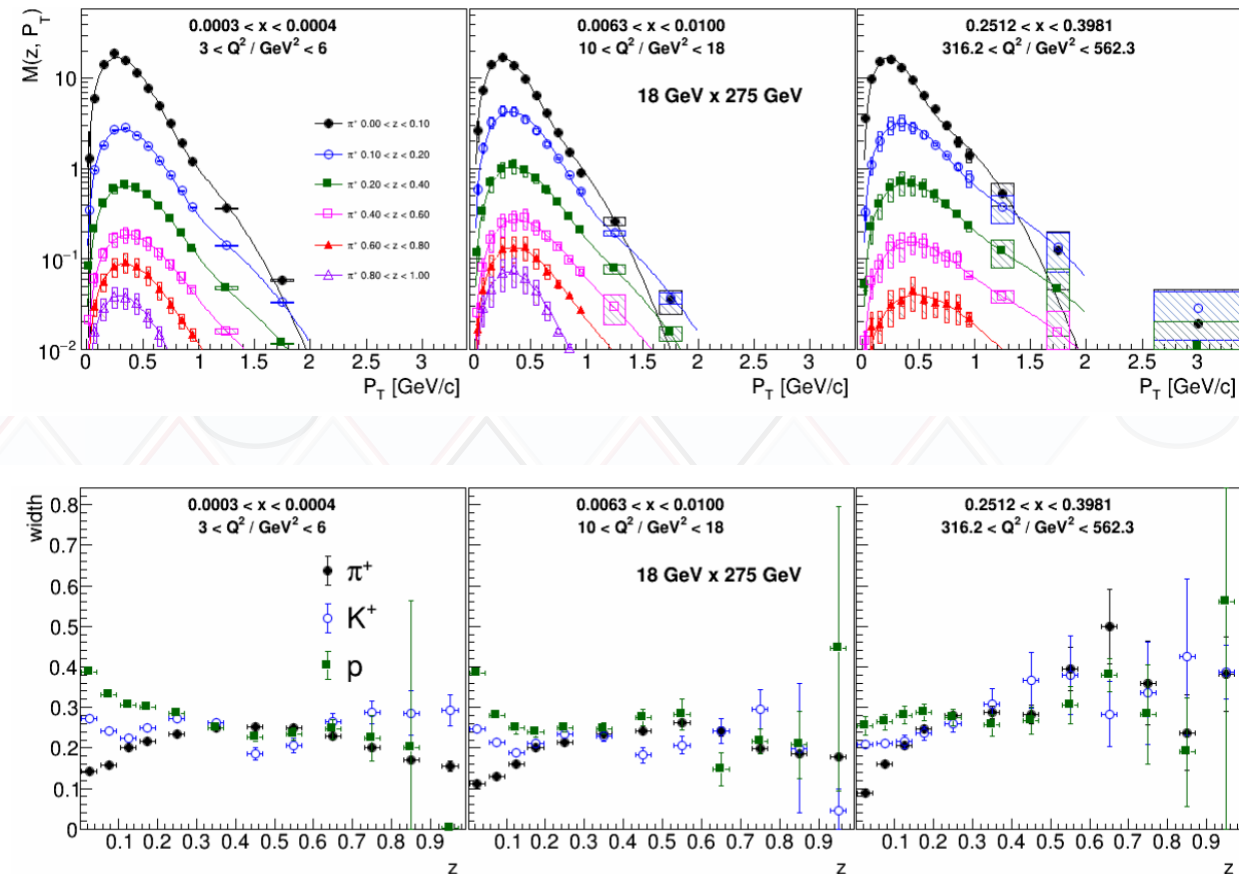 M(z, P_T)
0.0003 < x < 0.0004
3 < Q² / GeV² < 6
0.0063 < x < 0.0100
10 < Q² / GeV² < 18
0.2512 < x < 0.3981
316.2 < Q² / GeV² < 562.3
18 GeV x 275 GeV
π⁺ 0.00 < z < 0.10
π⁺ 0.10 < z < 0.20
π⁺ 0.20 < z < 0.40
π⁺ 0.40 < z < 0.60
π⁺ 0.60 < z < 0.80
π⁺ 0.80 < z < 1.00
10
1
10⁻¹
10⁻²
0 0.5 1 1.5 2 2.5 3 0 0.5 1 1.5 2 2.5 3 0 0.5 1 1.5 2 2.5 3
P_T [GeV/c] P_T [GeV/c] P_T [GeV/c]
width
0.0003 < x < 0.0004
3 < Q² / GeV² < 6
0.0063 < x < 0.0100
10 < Q² / GeV² < 18
0.2512 < x < 0.3981
316.2 < Q² / GeV² < 562.3
18 GeV x 275 GeV
π⁺
K⁺
p
0.8
0.7
0.6
0.5
0.4
0.3
0.2
0.1
0
0.1 0.2 0.3 0.4 0.5 0.6 0.7 0.8 0.9 0.1 0.2 0.3 0.4 0.5 0.6 0.7 0.8 0.9 0.1 0.2 0.3 0.4 0.5 0.6 0.7 0.8 0.9
z z z